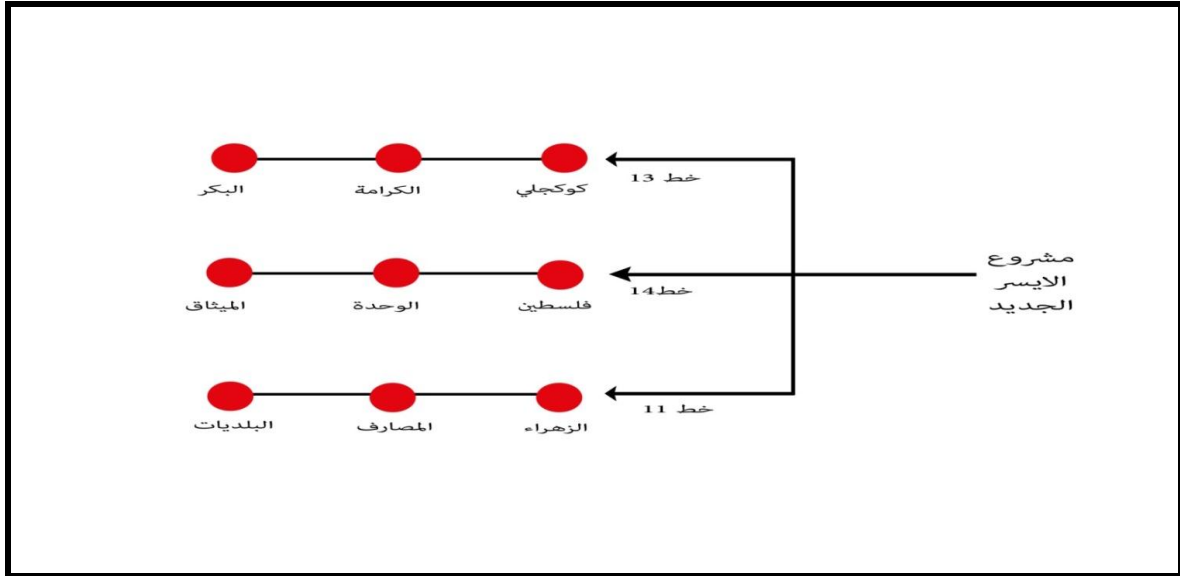 خط 13
كوكجلي
الكرامة
البكر
مشروع
الايسر
الجديد
خط14
فلسطين
الوحدة
الميثاق
خط 11
الزهراء
المصارف
البلديات